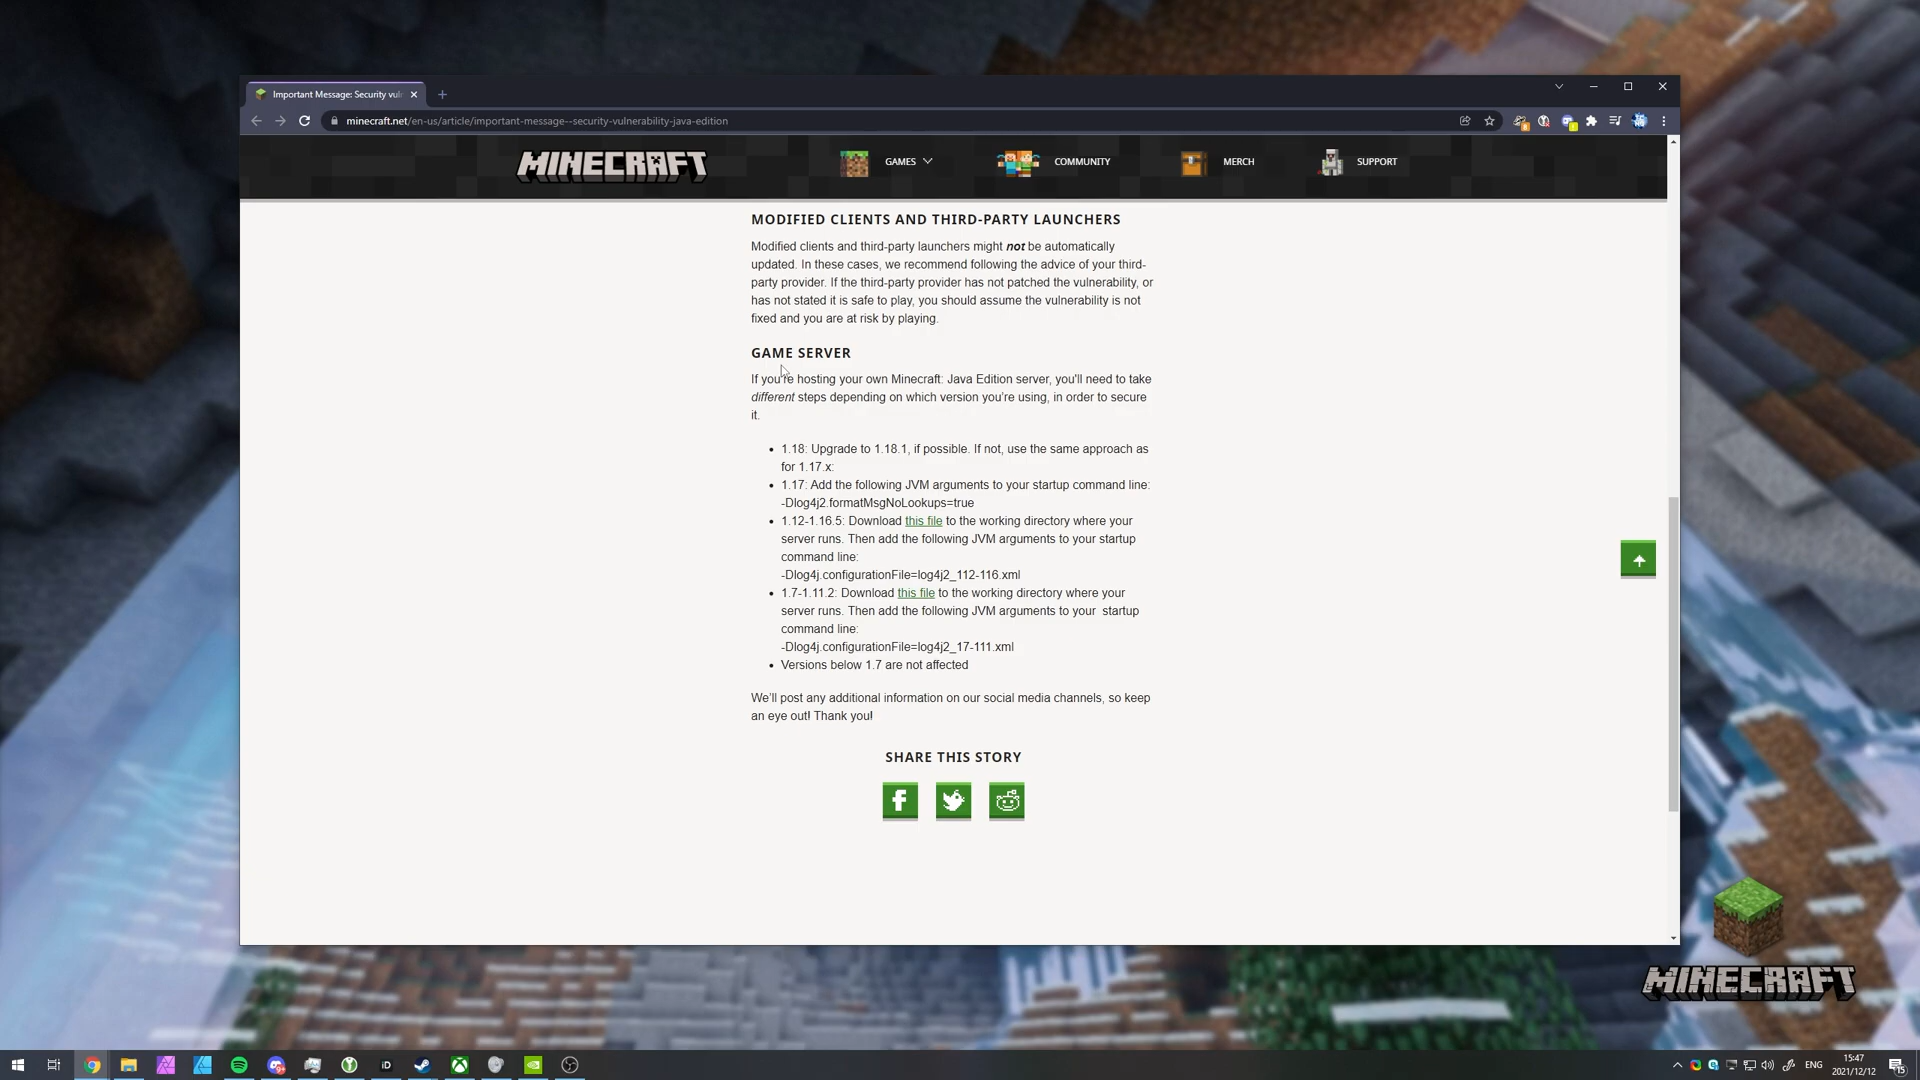 Important Message: Security vul
minecraft.net/en-us/article/important-message--security-vulnerability-java-edition
MINECRAFT
GAMES
COMMUNITY
MERCH
SUPPORT
MODIFIED CLIENTS AND THIRD-PARTY LAUNCHERS
Modified clients and third-party launchers might not be automatically
updated. In these cases, we recommend following the advice of your third-
party provider. If the third-party provider has not patched the vulnerability, or
has not stated it is safe to play, you should assume the vulnerability is not
fixed and you are at risk by playing.
GAME SERVER
If you're hosting your own Minecraft: Java Edition server, you'll need to take
different steps depending on which version you're using, in order to secure
it.
• 1.18: Upgrade to 1.18.1, if possible. If not, use the same approach as
for 1.17.x:
• 1.17: Add the following JVM arguments to your startup command line:
-Dlog4j2.formatMsgNoLookups=true
• 1.12-1.16.5: Download this file to the working directory where your
server runs. Then add the following JVM arguments to your startup
command line:
-Dlog4j.configurationFile=log4j2_112-116.xml
• 1.7-1.11.2: Download this file to the working directory where your
server runs. Then add the following JVM arguments to your startup
command line:
-Dlog4j.configurationFile=log4j2_17-111.xml
• Versions below 1.7 are not affected
We'll post any additional information on our social media channels, so keep
an eye out! Thank you!
SHARE THIS STORY
MINECRAFT
ENG
15:47
2021/12/12